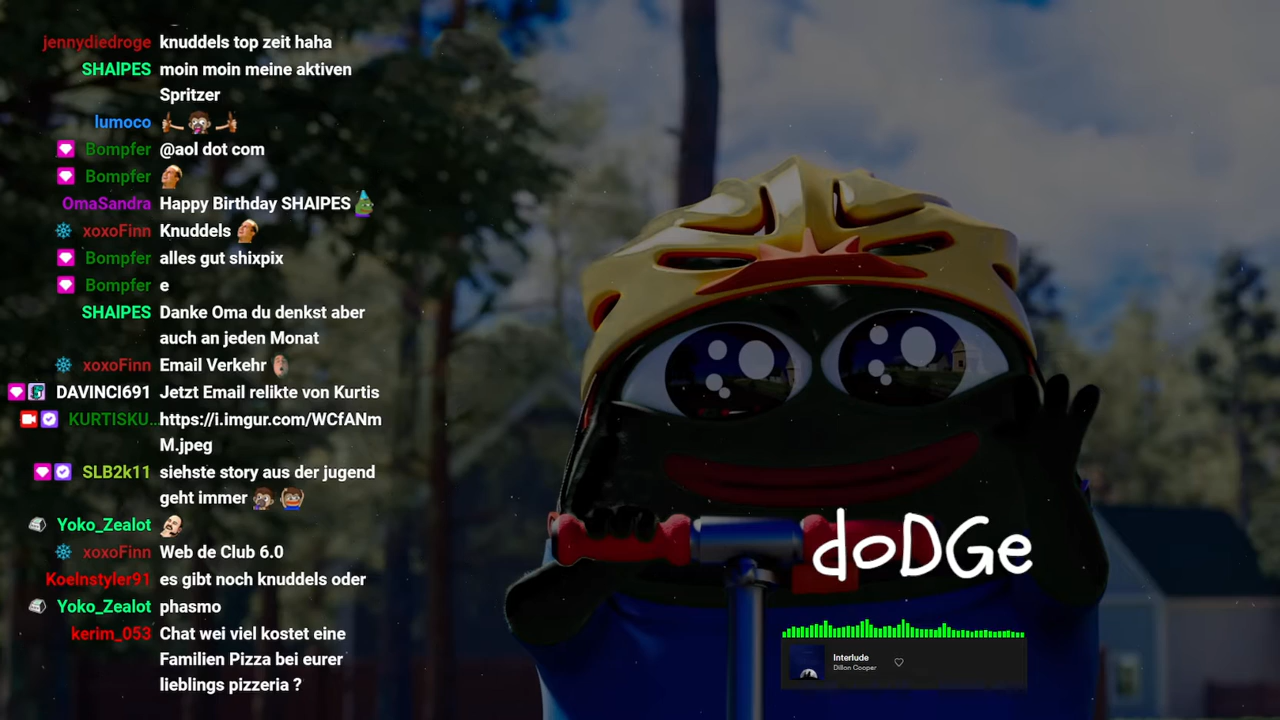 jennydiedroge knuddels top zeit haha
SHAIPES moin moin meine aktiven
Spritzer
lumoco
Bompfer @aol dot com
Bompfer
OmaSandra Happy Birthday SHAIPES
xoxoFinn Knuddels
Bompfer alles gut shixpix
Bompfer e
SHAIPES Danke Oma du denkst aber
auch an jeden Monat
xoxoFinn Email Verkehr
DAVINCI691 Jetzt Email relikte von Kurtis
KURTISKU... https://i.imgur.com/WCfANm
M.jpeg
SLB2k11 siehste story aus der jugend
geht immer
Yoko_Zealot
xoxoFinn Web de Club 6.0
Koelnstyler91 es gibt noch knuddels oder
Yoko_Zealot phasmo
kerim_053 Chat wei viel kostet eine
Familien Pizza bei eurer
lieblings pizzeria ?
doDGe
Interlude
Dillon Cooper